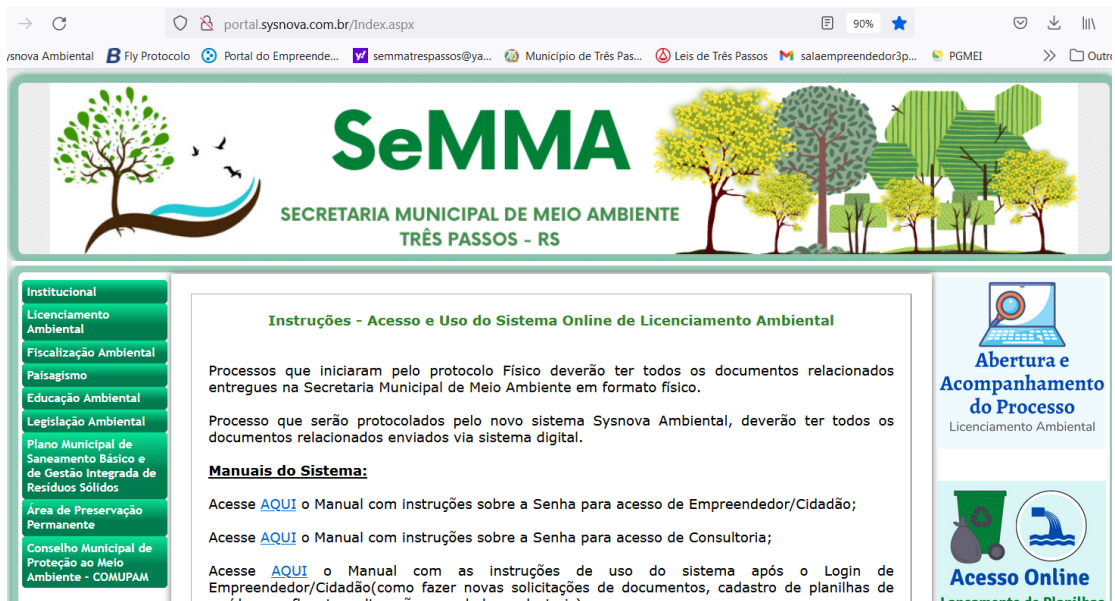 portal.sysnova.com.br/Index.aspx
90%
ysnova Ambiental
Fly Protocolo
Portal do Empreende...
semmatrespassos@ya...
Município de Três Pas...
Leis de Três Passos
salaempreendedor3p...
PGMEI
Outro
SeMMA
SECRETARIA MUNICIPAL DE MEIO AMBIENTE
TRÊS PASSOS - RS
Institucional
Licenciamento
Ambiental
Fiscalização Ambiental
Paisagismo
Educação Ambiental
Legislação Ambiental
Plano Municipal de
Saneamento Básico e
de Gestão Integrada de
Resíduos Sólidos
Área de Preservação
Permanente
Conselho Municipal de
Proteção ao Meio
Ambiente - COMUPAM
Instruções - Acesso e Uso do Sistema Online de Licenciamento Ambiental
Processos que iniciaram pelo protocolo Físico deverão ter todos os documentos relacionados
entregues na Secretaria Municipal de Meio Ambiente em formato físico.
Processo que serão protocolados pelo novo sistema Sysnova Ambiental, deverão ter todos os
documentos relacionados enviados via sistema digital.
Manuais do Sistema:
Acesse AQUI o Manual com instruções sobre a Senha para acesso de Empreendedor/Cidadão;
Acesse AQUI o Manual com instruções sobre a Senha para acesso de Consultoria;
Acesse AQUI o Manual com as instruções de uso do sistema após o Login de
Empreendedor/Cidadão(como fazer novas solicitações de documentos, cadastro de planilhas de
Abertura e
Acompanhamento
do Processo
Licenciamento Ambiental
Acesso Online
Lançamento de Planilhas